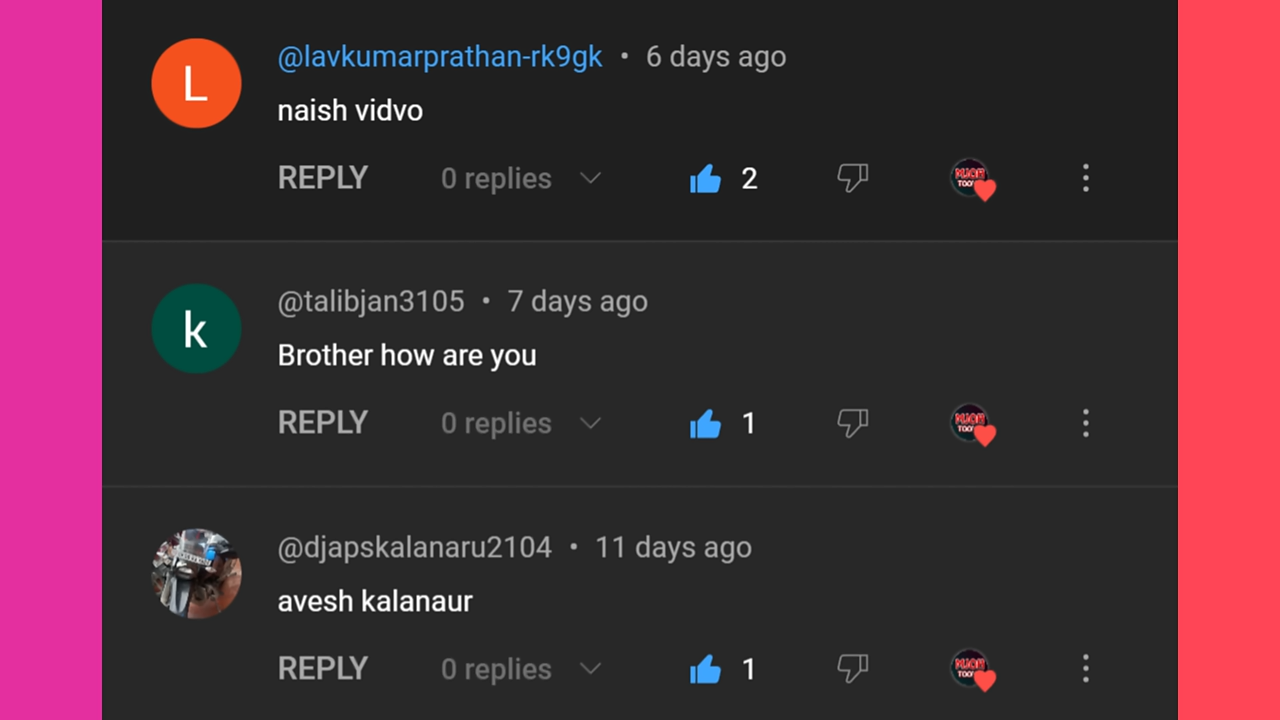 L
@lavkumarprathan-rk9gk • 6 days ago
naish vidvo
REPLY 0 replies 2
k
@talibjan3105 • 7 days ago
Brother how are you
REPLY 0 replies 1
@djapskalanaru2104 • 11 days ago
avesh kalanaur
REPLY 0 replies 1